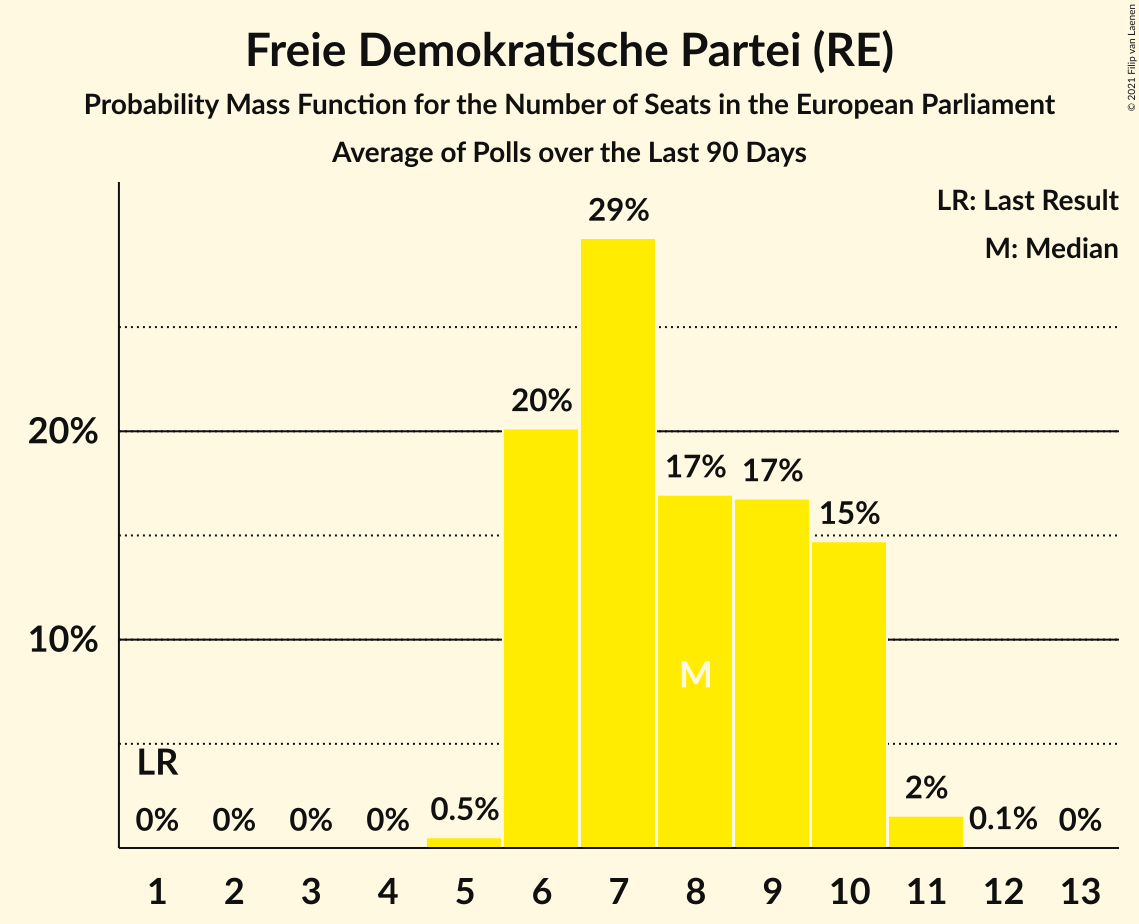 Freie Demokratische Partei (RE)
Probability Mass Function for the Number of Seats in the European Parliament
Average of Polls over the Last 90 Days
© 2021 Filip van Laenen
LR: Last Result
M: Median
29%
20%
20%
17%
17%
15%
10%
M
LR
0%
0%
0%
0%
0.5%
2%
0.1%
0%
1 2 3 4 5 6 7 8 9 10 11 12 13